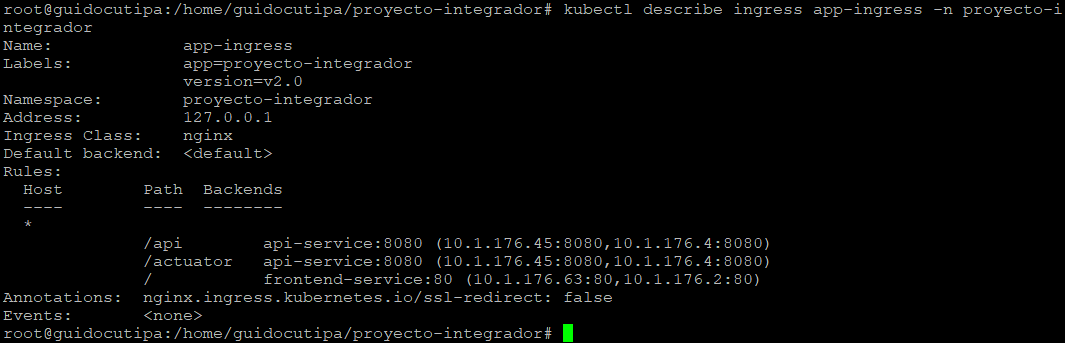 root@guidocutipa:/home/guidocutipa/proyecto-integrador# kubectl describe ingress app-ingress -n proyecto-i
ntegrador
Name:             app-ingress
Labels:           app=proyecto-integrador
                  version=v2.0
Namespace:        proyecto-integrador
Address:          127.0.0.1
Ingress Class:    nginx
Default backend:  <default>
Rules:
  Host        Path  Backends
  ----        ----  --------
  *
              /api        api-service:8080 (10.1.176.45:8080,10.1.176.4:8080)
              /actuator   api-service:8080 (10.1.176.45:8080,10.1.176.4:8080)
              /           frontend-service:80 (10.1.176.63:80,10.1.176.2:80)
Annotations:  nginx.ingress.kubernetes.io/ssl-redirect: false
Events:       <none>
root@guidocutipa:/home/guidocutipa/proyecto-integrador#